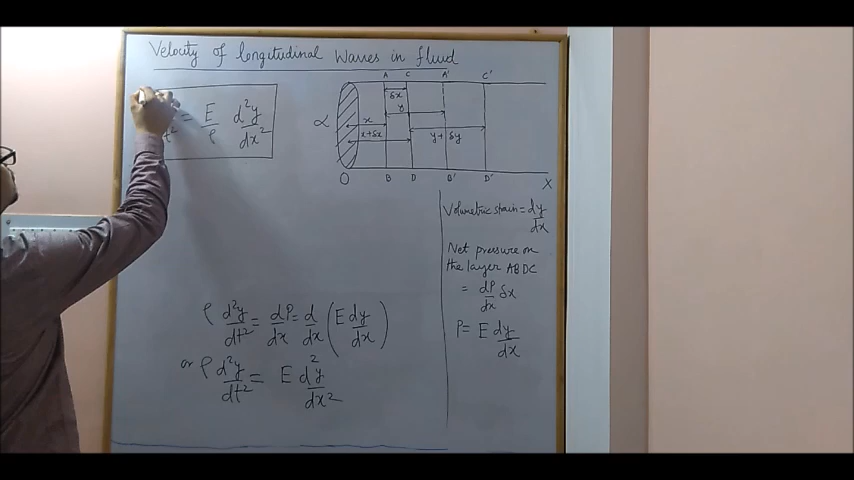 Velocity of longitudinal Waves in fluid
t² = E/ρ d²y/dx²
A C A' C'
δx
y
x
x+δx
y+δy
α
O B D B' D' X
Volumetric strain = dy/dx
Net pressure on
the layer ABDC
= dP/dx δx
P = E dy/dx
ρ d²y/dt² = dP/dx = d/dx (E dy/dx)
or ρ d²y/dt² = E d²y/dx²